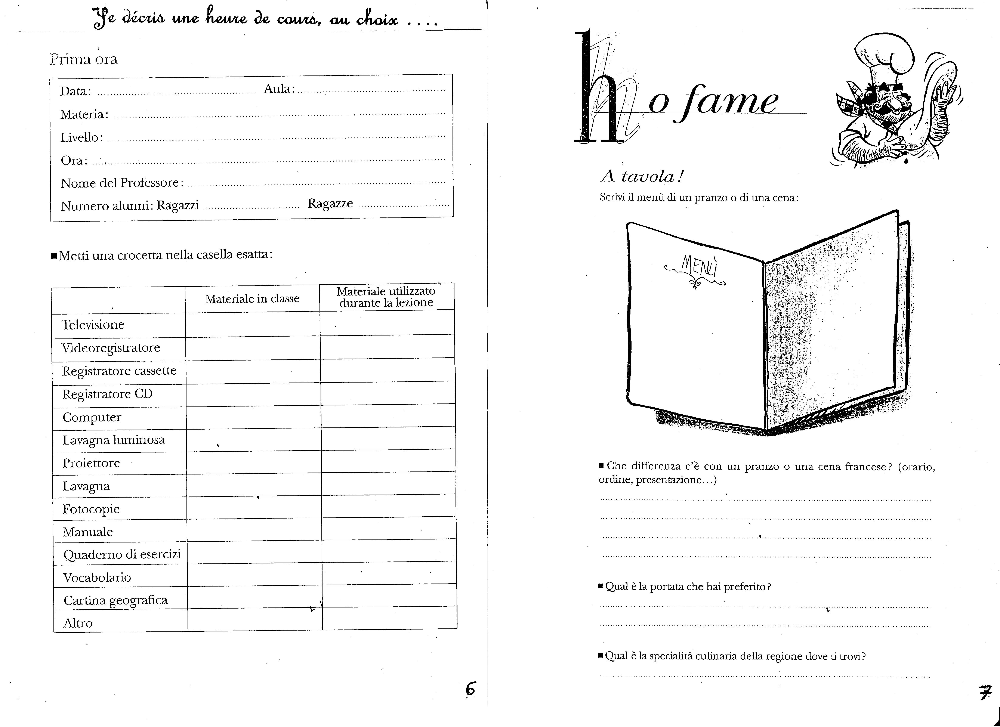 Je décris une heure de cours, au choix ....
Prima ora
Data: Aula:
Materia:
Livello:
Ora:
Nome del Professore:
Numero alunni: Ragazzi Ragazze
Metti una crocetta nella casella esatta:
Materiale in classe
Materiale utilizzato
durante la lezione
Televisione
Videoregistratore
Registratore cassette
Registratore CD
Computer
Lavagna luminosa
Proiettore
Lavagna
Fotocopie
Manuale
Quaderno di esercizi
Vocabolario
Cartina geografica
Altro
6
ho fame
A tavola !
Scrivi il menù di un pranzo o di una cena:
MENÙ
Che differenza c'è con un pranzo o una cena francese? (orario,
ordine, presentazione...)
Qual è la portata che hai preferito?
Qual è la specialità culinaria della regione dove ti trovi?
7